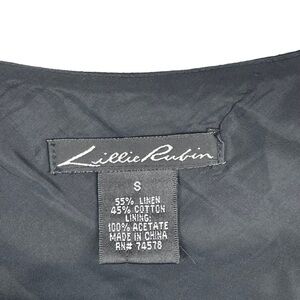 Lillie Rubin
S
55% LINEN
45% COTTON
LINING:
100% ACETATE
MADE IN CHINA
RN# 74578